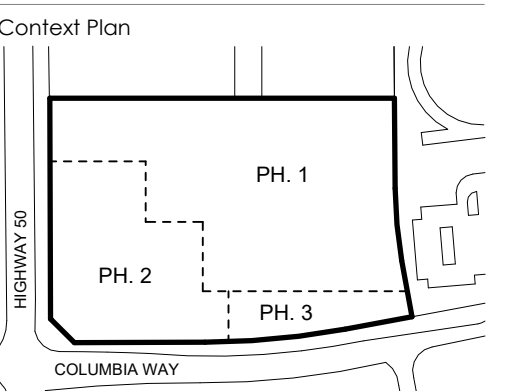 Context Plan
PH. 1
HIGHWAY 50
PH. 2
PH. 3
COLUMBIA WAY